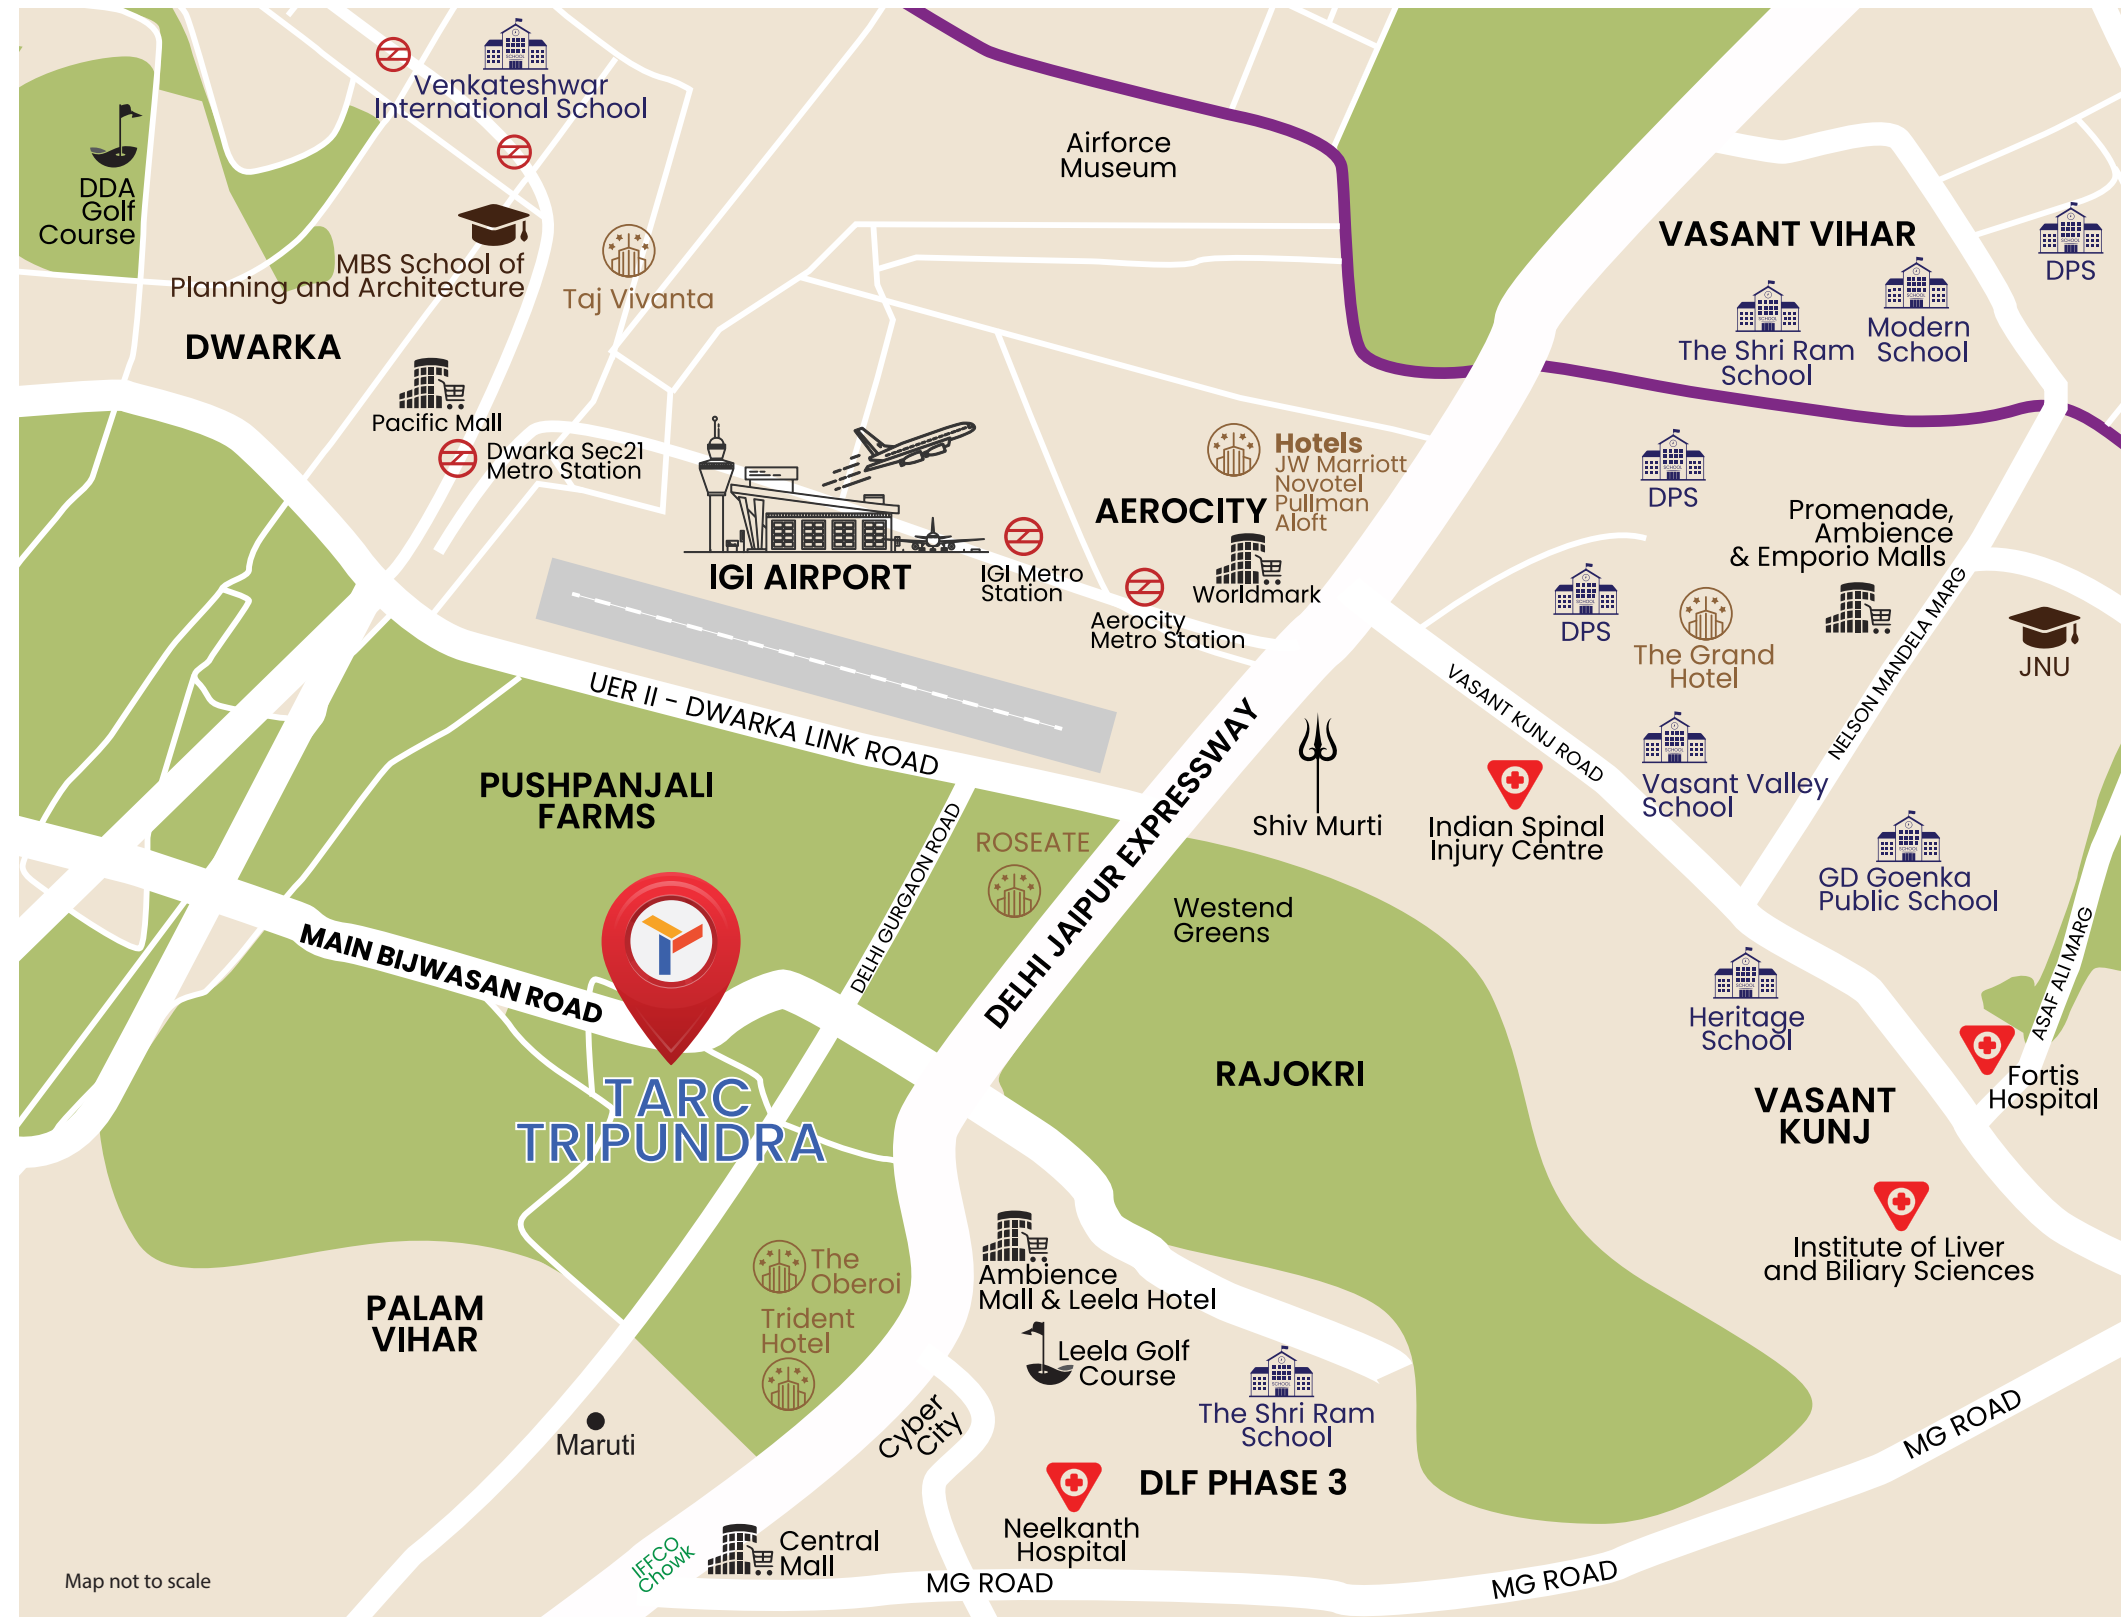 Venkateshwar
International School
DDA
Golf
Course
MBS School of
Planning and Architecture
Taj Vivanta
DWARKA
Pacific Mall
Dwarka Sec21
Metro Station
Airforce
Museum
VASANT VIHAR
DPS
Modern
School
The Shri Ram
School
Hotels
JW Marriott
Novotel
Pullman
Aloft
AEROCITY
DPS
Promenade,
Ambience
& Emporio Malls
IGI AIRPORT
IGI Metro
Station
Worldmark
Aerocity
Metro Station
DPS
The Grand
Hotel
JNU
NELSON MANDELA MARG
VASANT KUNJ ROAD
UER II - DWARKA LINK ROAD
PUSHPANJALI
FARMS
DELHI JAIPUR EXPRESSWAY
Shiv Murti
Indian Spinal
Injury Centre
Vasant Valley
School
ROSEATE
DELHI GURGAON ROAD
GD Goenka
Public School
Westend
Greens
MAIN BIJWASAN ROAD
ASAF ALI MARG
Heritage
School
RAJOKRI
TARC
TRIPUNDRA
VASANT
KUNJ
Fortis
Hospital
Institute of Liver
and Biliary Sciences
The
Oberoi
Trident
Hotel
Ambience
Mall & Leela Hotel
PALAM
VIHAR
Leela Golf
Course
The Shri Ram
School
Cyber
City
Maruti
MG ROAD
DLF PHASE 3
Neelkanth
Hospital
Central
Mall
IFFCO
Chowk
MG ROAD
MG ROAD
Map not to scale